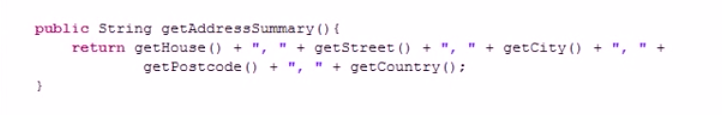 public String getAddressSummary(){
return getHouse() + ", " + getStreet() + ", " + getCity() + ", " +
getPostcode() + ", " + getCountry();
}